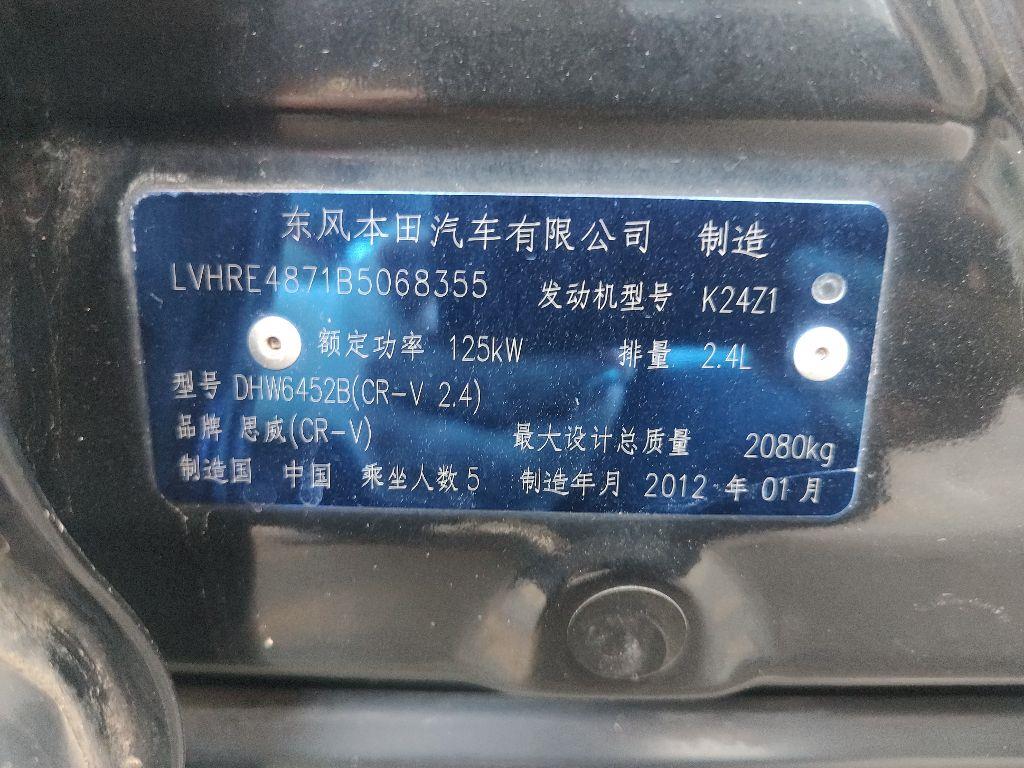 东风本田汽车有限公司 制造
LVHRE4871B5068355 发动机型号 K24Z1
额定功率 125kW 排量 2.4L
型号 DHW6452B(CR-V 2.4)
品牌 思威(CR-V) 最大设计总质量 2080kg
制造国 中国 乘坐人数 5 制造年月 2012 年 01 月